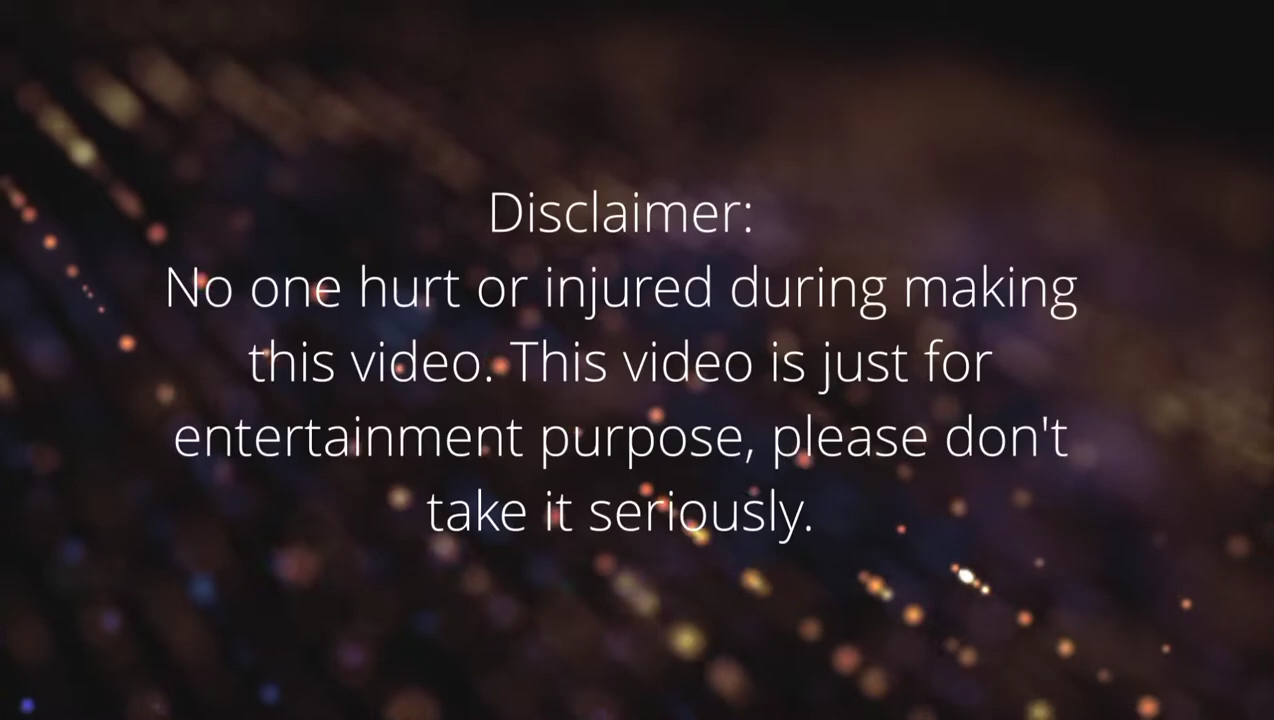 Disclaimer:
No one hurt or injured during making
this video. This video is just for
entertainment purpose, please don't
take it seriously.